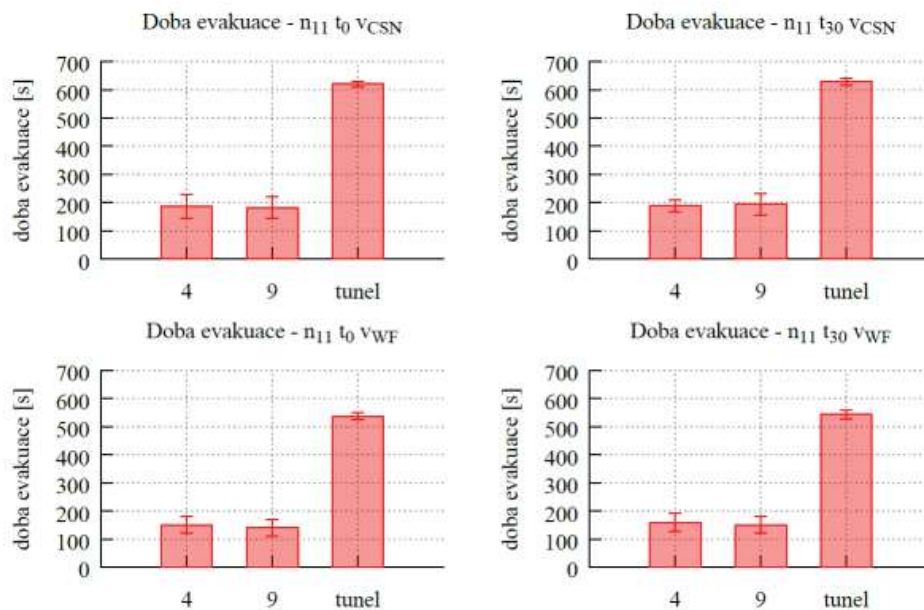 Doba evakuace - n11 t0 vCSN
doba evakuace [s]
700
600
500
400
300
200
100
0
4 9 tunel
Doba evakuace - n11 t30 vCSN
doba evakuace [s]
700
600
500
400
300
200
100
0
4 9 tunel
Doba evakuace - n11 t0 vWF
doba evakuace [s]
700
600
500
400
300
200
100
0
4 9 tunel
Doba evakuace - n11 t30 vWF
doba evakuace [s]
700
600
500
400
300
200
100
0
4 9 tunel